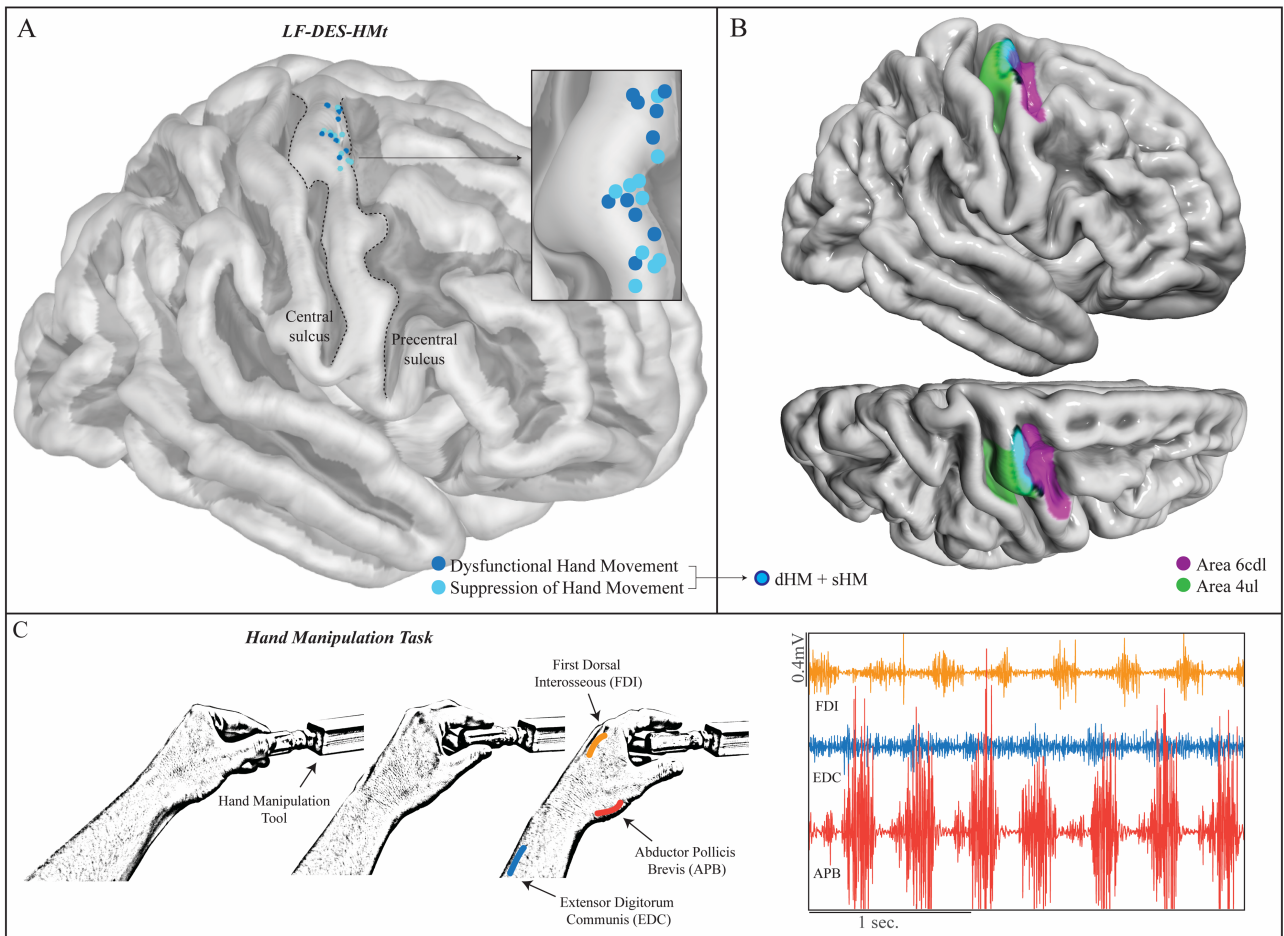 A
LF-DES-HMt
Central
sulcus
Precentral
sulcus
Dysfunctional Hand Movement
Suppression of Hand Movement
dHM + sHM
B
Area 6cdl
Area 4ul
C
Hand Manipulation Task
Hand Manipulation
Tool
First Dorsal
Interosseous (FDI)
Abductor Pollicis
Brevis (APB)
Extensor Digitorum
Communis (EDC)
0.4mV
FDI
EDC
APB
1 sec.